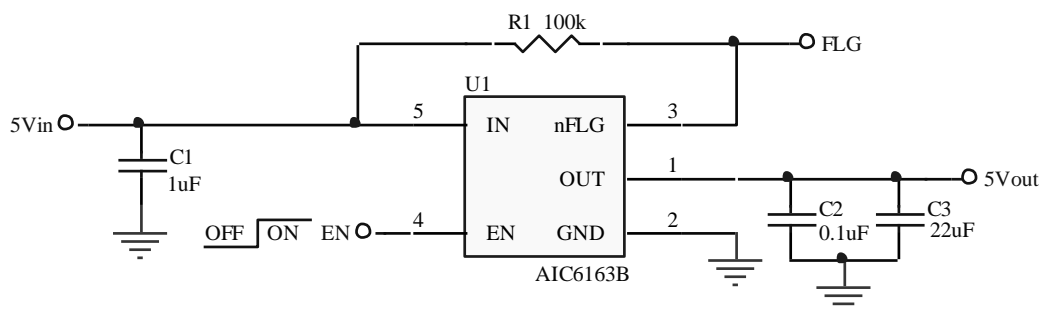 R1 100k
FLG
U1
5Vin
5
IN
nFLG
3
C1
1uF
OUT
1
5Vout
OFF ON EN
4
EN
GND
2
C2
0.1uF
C3
22uF
AIC6163B